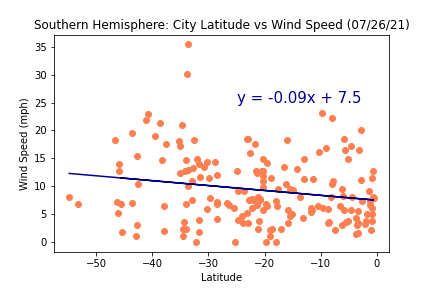 Southern Hemisphere: City Latitude vs Wind Speed (07/26/21)
35
30
25
20
15
10
5
0
Wind Speed (mph)
y = -0.09x + 7.5
−50 −40 −30 −20 −10 0
Latitude